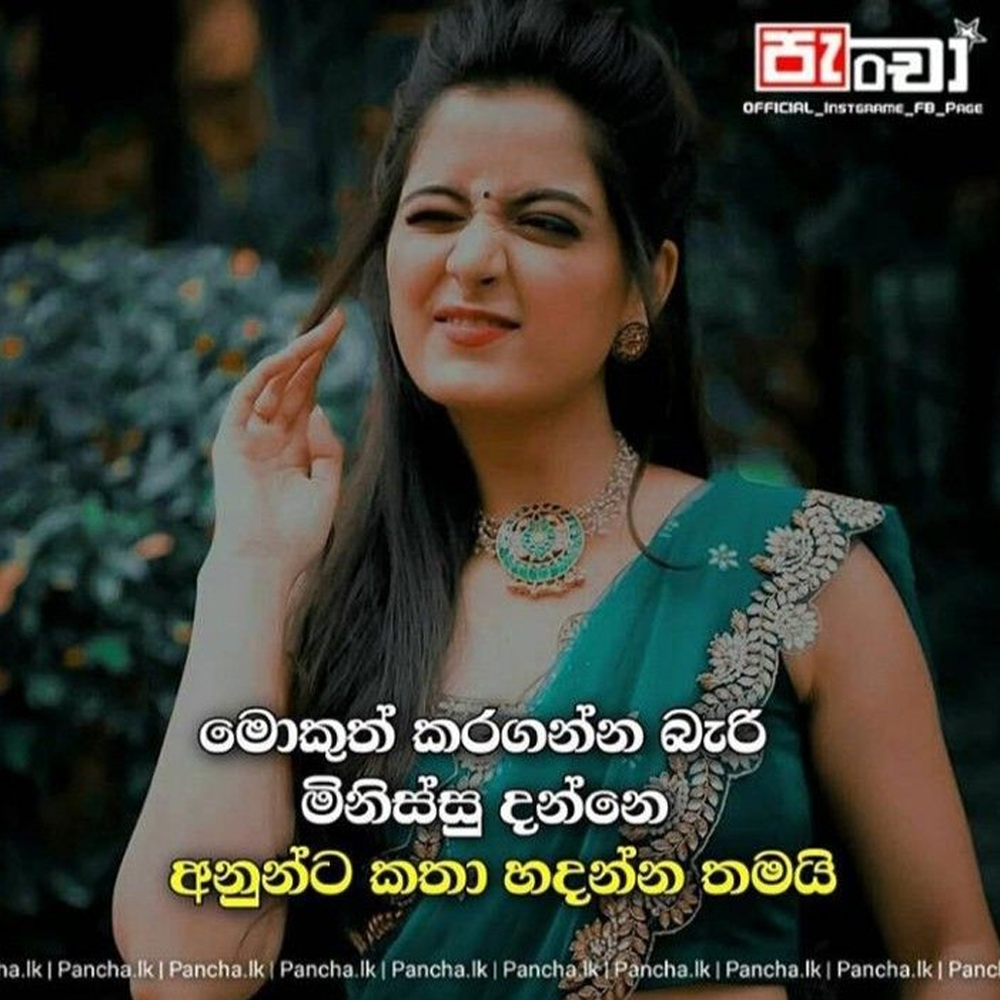 පැංචා
OFFICIAL_INSTGRAME_FB_PAGE
මොකුත් කරගන්න බැරි
මිනිස්සු දන්නෙ
අනුන්ට කතා හදන්න තමයි
ha.lk | Pancha.lk | Pancha.lk | Pancha.lk | Pancha.lk | Pancha.lk | Pancha.lk | Pancha.lk | Pancha.lk | Panc